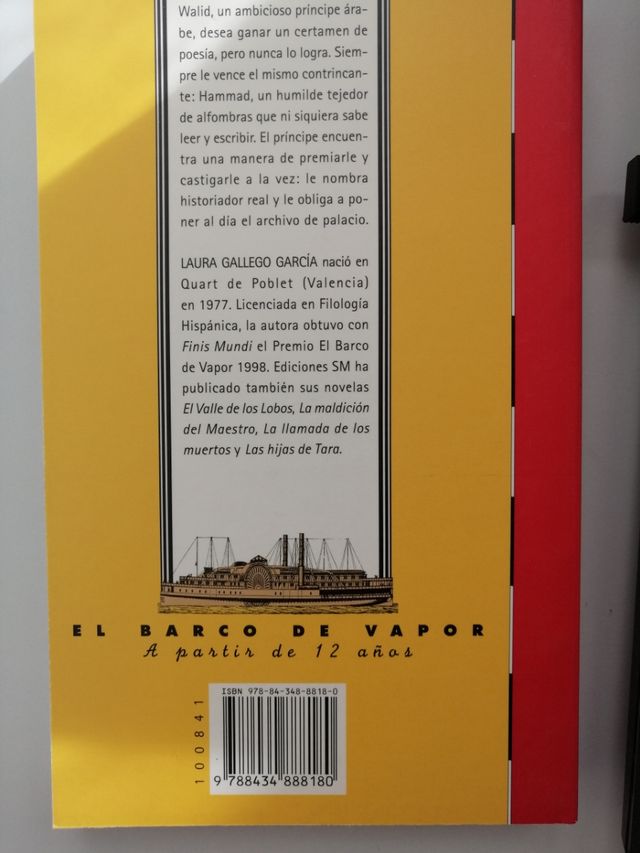 Walid, un ambicioso príncipe ára-
be, desea ganar un certamen de
poesía, pero nunca lo logra. Siem-
pre le vence el mismo contrincan-
te: Hammad, un humilde tejedor
de alfombras que ni siquiera sabe
leer y escribir. El príncipe encuen-
tra una manera de premiarle y
castigarle a la vez: le nombra
historiador real y le obliga a po-
ner al día el archivo de palacio.
LAURA GALLEGO GARCÍA nació en
Quart de Poblet (Valencia)
en 1977. Licenciada en Filología
Hispánica, la autora obtuvo con
Finis Mundi el Premio El Barco
de Vapor 1998. Ediciones SM ha
publicado también sus novelas
El Valle de los Lobos, La maldición
del Maestro, La llamada de los
muertos y Las hijas de Tara.
EL BARCO DE VAPOR
A partir de 12 años
ISBN 978-84-348-8818-0
100841
9 788434 888180